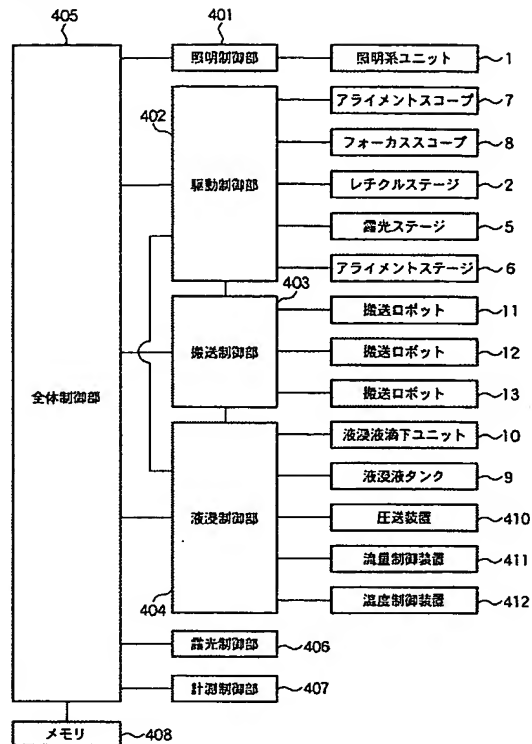 405
401
照明制御部
照明系ユニット
1
402
アライメントスコープ
7
フォーカススコープ
8
駆動制御部
レチクルステージ
2
露光ステージ
5
アライメントステージ
6
403
搬送ロボット
11
搬送制御部
搬送ロボット
12
搬送ロボット
13
全体制御部
液浸液滴下ユニット
10
液浸液タンク
9
液浸制御部
圧送装置
410
流量制御装置
411
404
温度制御装置
412
露光制御部
406
計測制御部
407
メモリ
408